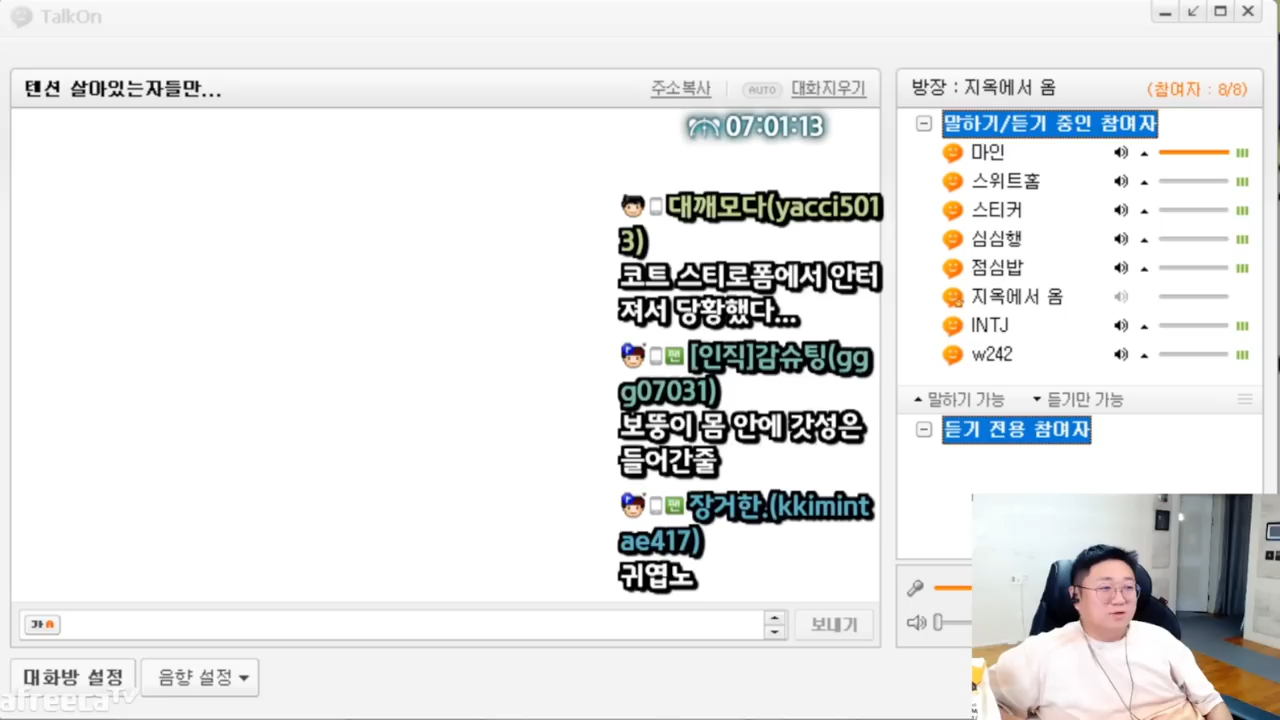 TalkOn
텐션 살아있는자들만...
주소복사
AUTO
대화지우기
07:01:13
대깨모다(yacci501
3)
코트 스티로폼에서 안터
져서 당황했다...
팬 [인직]감슈팅(gg
g07031)
보뚱이 몸 안에 갓성은
들어간줄
팬 장거한.(kkimint
ae417)
귀엽노
가가
보내기
대화방 설정
음향 설정
afreecaTV
방장 : 지옥에서 옴
(참여자 : 8/8)
말하기/듣기 중인 참여자
마인
스위트홈
스티커
심심행
점심밥
지옥에서 옴
INTJ
w242
말하기 가능
듣기만 가능
듣기 전용 참여자